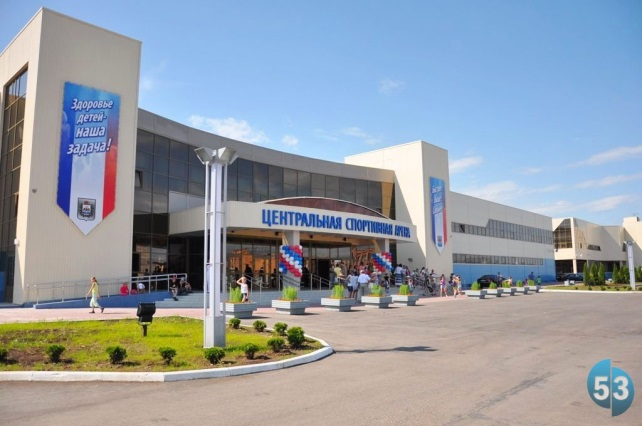 Здоровье
детей-
наша
задача!
ЦЕНТРАЛЬНАЯ СПОРТИВНАЯ АРЕНА
53